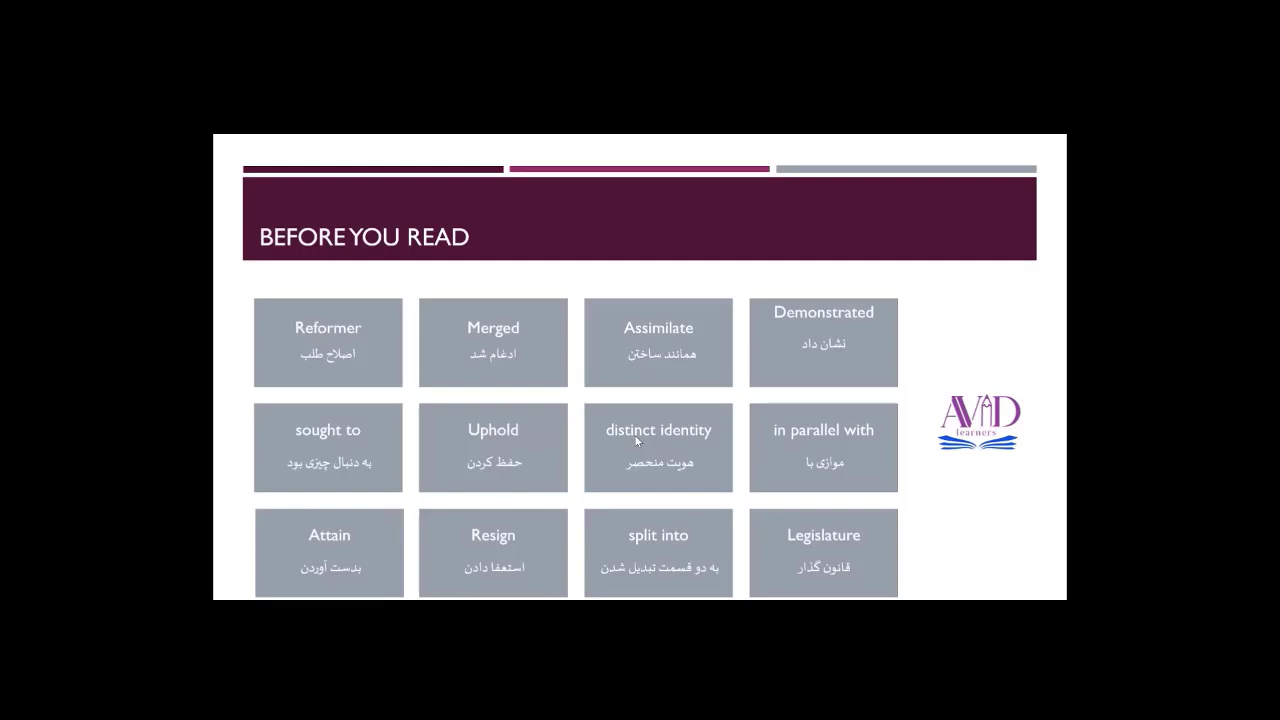 BEFORE YOU READ
Reformer
اصلاح طلب
Merged
ادغام شد
Assimilate
همانند ساختن
Demonstrated
نشان داد
sought to
به دنبال چیزی بود
Uphold
حفظ کردن
distinct identity
هویت منحصر
in parallel with
موازی با
AVID
learners
Attain
بدست آوردن
Resign
استعفا دادن
split into
به دو قسمت تبدیل شدن
Legislature
قانون گذار